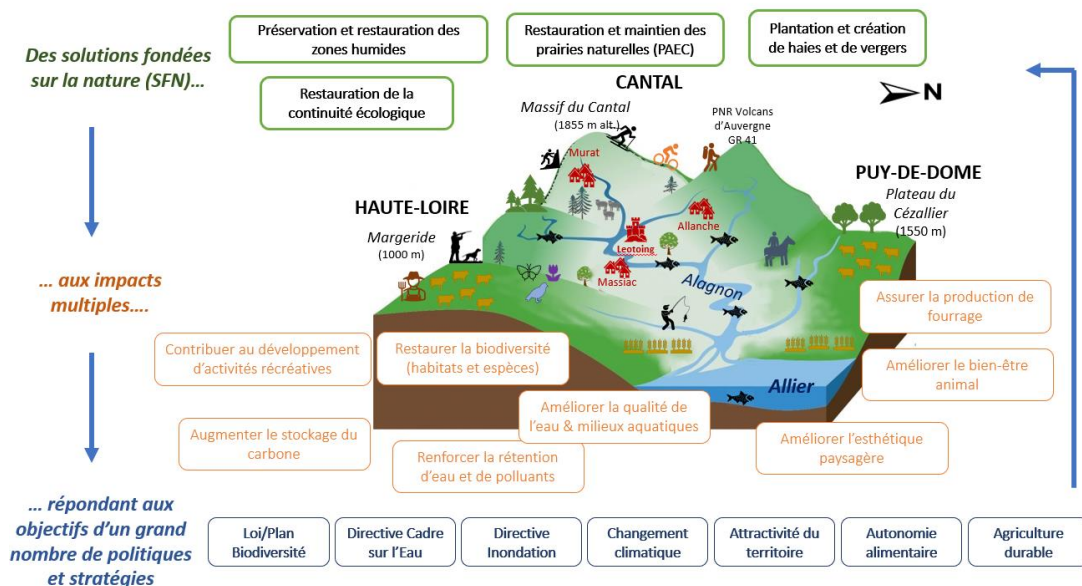 Des solutions fondées
sur la nature (SFN)…
Préservation et restauration des
zones humides
Restauration et maintien des
prairies naturelles (PAEC)
Plantation et création
de haies et de vergers
Restauration de la
continuité écologique
CANTAL
Massif du Cantal
(1855 m alt.)
PNR Volcans
d'Auvergne
GR 41
N
Murat
PUY-DE-DOME
Plateau du
Cézallier
(1550 m)
HAUTE-LOIRE
Margeride
(1000 m)
Allanche
Leotoing
Massiac
Alagnon
Allier
… aux impacts
multiples….
Assurer la production de
fourrage
Contribuer au développement
d'activités récréatives
Restaurer la biodiversité
(habitats et espèces)
Améliorer le bien-être
animal
Améliorer la qualité de
l'eau & milieux aquatiques
Augmenter le stockage du
carbone
Renforcer la rétention
d'eau et de polluants
Améliorer l'esthétique
paysagère
… répondant aux
objectifs d'un grand
nombre de politiques
et stratégies
Loi/Plan
Biodiversité
Directive Cadre
sur l'Eau
Directive
Inondation
Changement
climatique
Attractivité du
territoire
Autonomie
alimentaire
Agriculture
durable